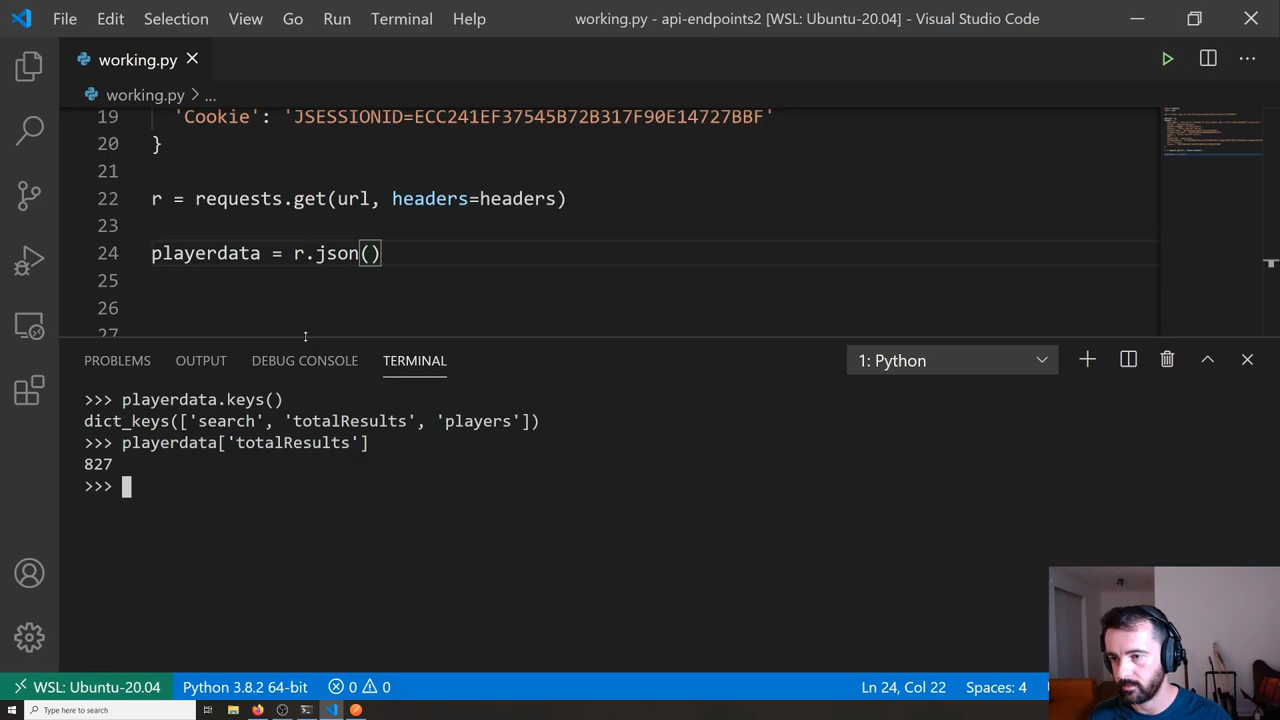 File Edit Selection View Go Run Terminal Help
working.py - api-endpoints2 [WSL: Ubuntu-20.04] - Visual Studio Code
working.py
working.py > ...
19 'Cookie': 'JSESSIONID=ECC241EF37545B72B317F90E14727BBF'
20 }
21
22 r = requests.get(url, headers=headers)
23
24 playerdata = r.json()
25
26
27
PROBLEMS OUTPUT DEBUG CONSOLE TERMINAL
1: Python
>>> playerdata.keys()
dict_keys(['search', 'totalResults', 'players'])
>>> playerdata['totalResults']
827
>>>
WSL: Ubuntu-20.04 Python 3.8.2 64-bit 0 0 Ln 24, Col 22 Spaces: 4
Type here to search